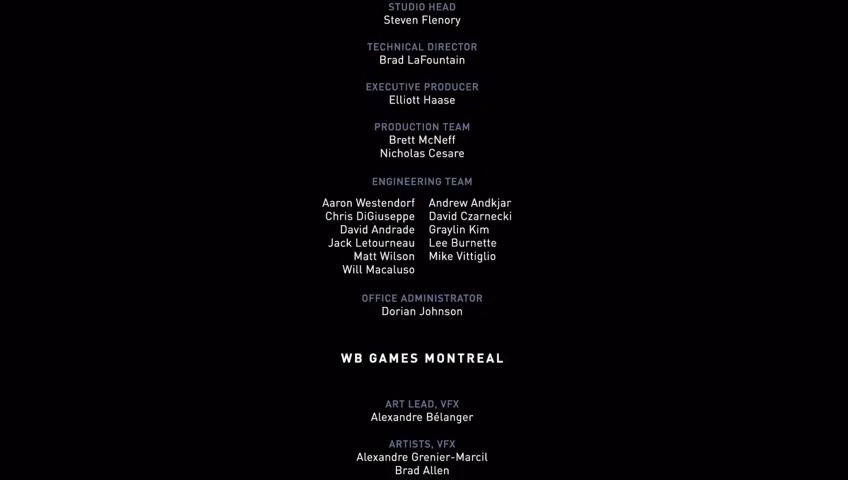 STUDIO HEAD
Steven Flenory
TECHNICAL DIRECTOR
Brad LaFountain
EXECUTIVE PRODUCER
Elliott Haase
PRODUCTION TEAM
Brett McNeff
Nicholas Cesare
ENGINEERING TEAM
Aaron Westendorf Andrew Andkjar
Chris DiGiuseppe David Czarnecki
David Andrade Graylin Kim
Jack Letourneau Lee Burnette
Matt Wilson Mike Vittiglio
Will Macaluso
OFFICE ADMINISTRATOR
Dorian Johnson
WB GAMES MONTREAL
ART LEAD, VFX
Alexandre Bélanger
ARTISTS, VFX
Alexandre Grenier-Marcil
Brad Allen